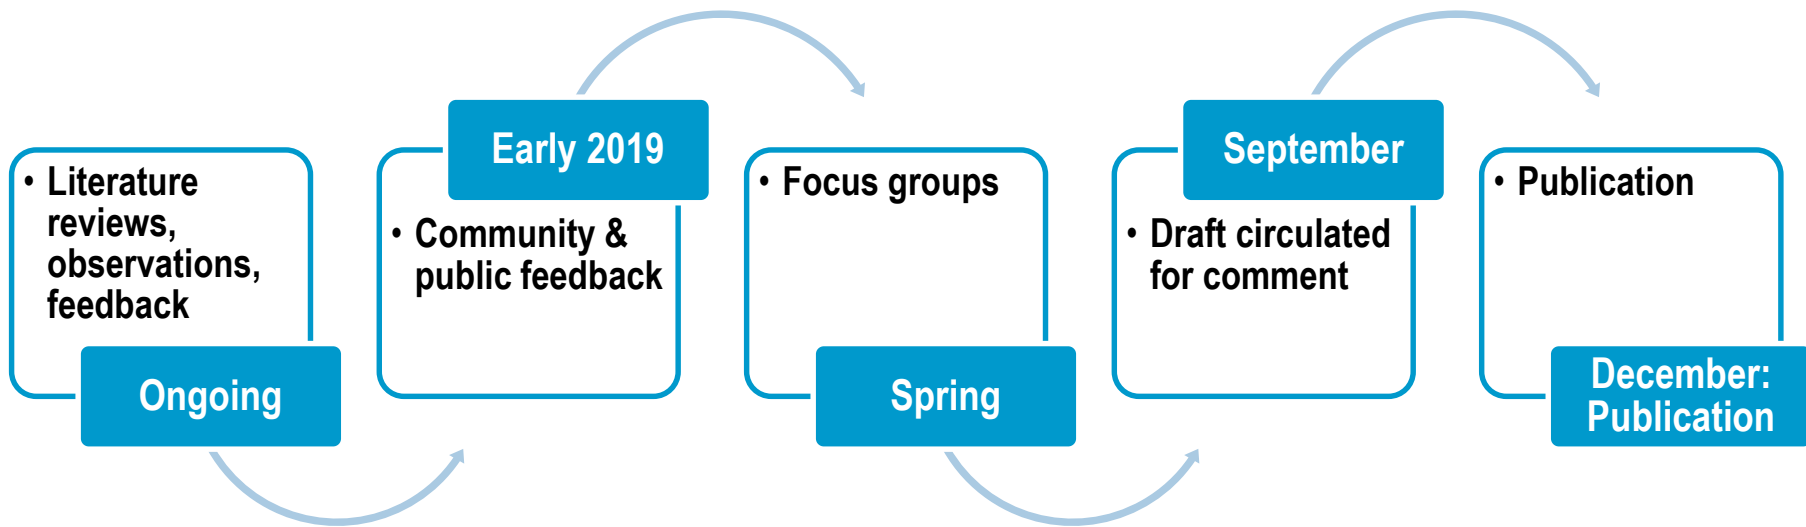 • Literature
reviews,
observations,
feedback
Ongoing
Early 2019
• Community &
public feedback
• Focus groups
Spring
September
• Draft circulated
for comment
• Publication
December:
Publication